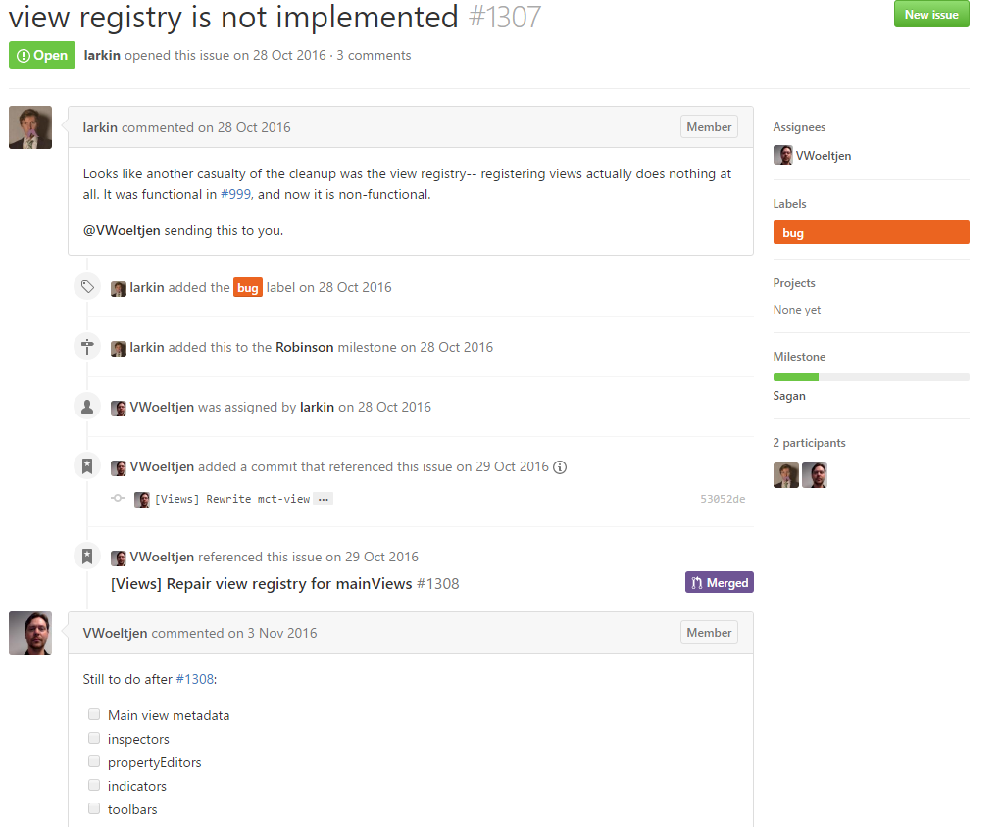 view registry is not implemented #1307
New issue
Open larkin opened this issue on 28 Oct 2016 · 3 comments
larkin commented on 28 Oct 2016
Member
Looks like another casualty of the cleanup was the view registry-- registering views actually does nothing at
all. It was functional in #999, and now it is non-functional.
@VWoeltjen sending this to you.
larkin added the bug label on 28 Oct 2016
larkin added this to the Robinson milestone on 28 Oct 2016
VWoeltjen was assigned by larkin on 28 Oct 2016
VWoeltjen added a commit that referenced this issue on 29 Oct 2016
[Views] Rewrite mct-view ...
53052de
VWoeltjen referenced this issue on 29 Oct 2016
[Views] Repair view registry for mainViews #1308
Merged
VWoeltjen commented on 3 Nov 2016
Member
Still to do after #1308:
Main view metadata
inspectors
propertyEditors
indicators
toolbars
Assignees
VWoeltjen
Labels
bug
Projects
None yet
Milestone
Sagan
2 participants